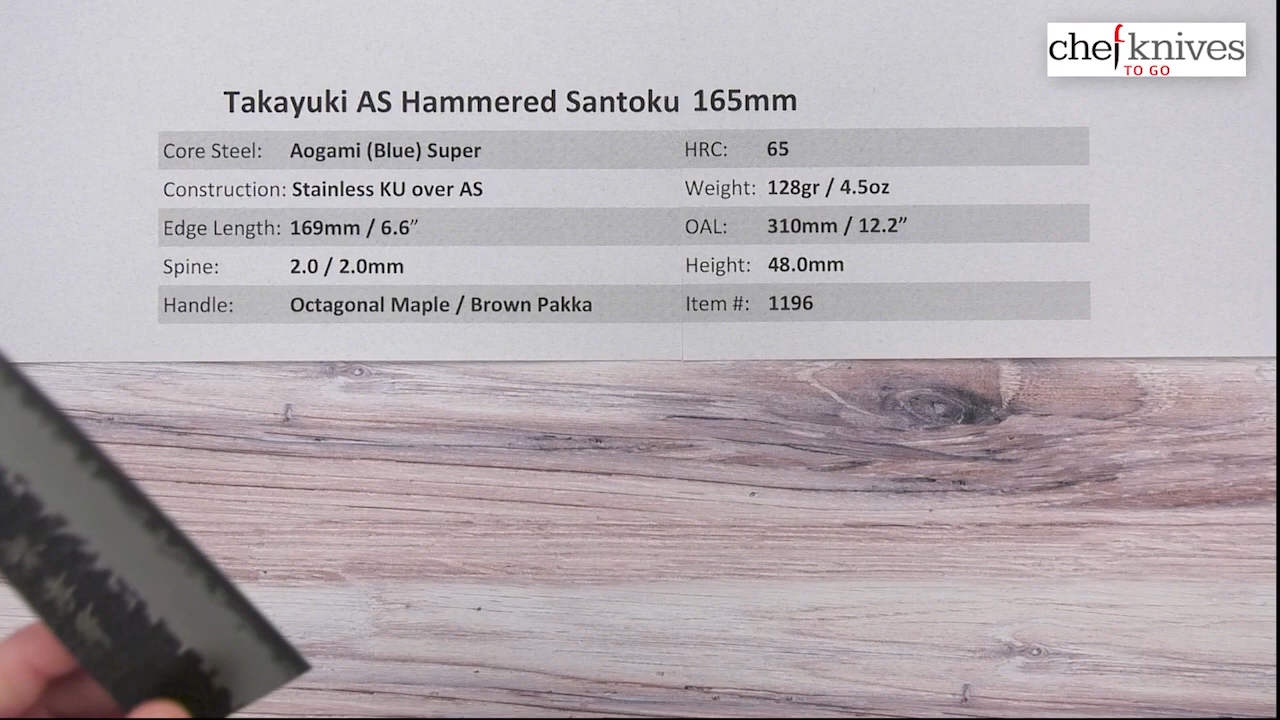 chef knives
TO GO
Takayuki AS Hammered Santoku 165mm
Core Steel: Aogami (Blue) Super HRC: 65
Construction: Stainless KU over AS Weight: 128gr / 4.5oz
Edge Length: 169mm / 6.6” OAL: 310mm / 12.2”
Spine: 2.0 / 2.0mm Height: 48.0mm
Handle: Octagonal Maple / Brown Pakka Item #: 1196